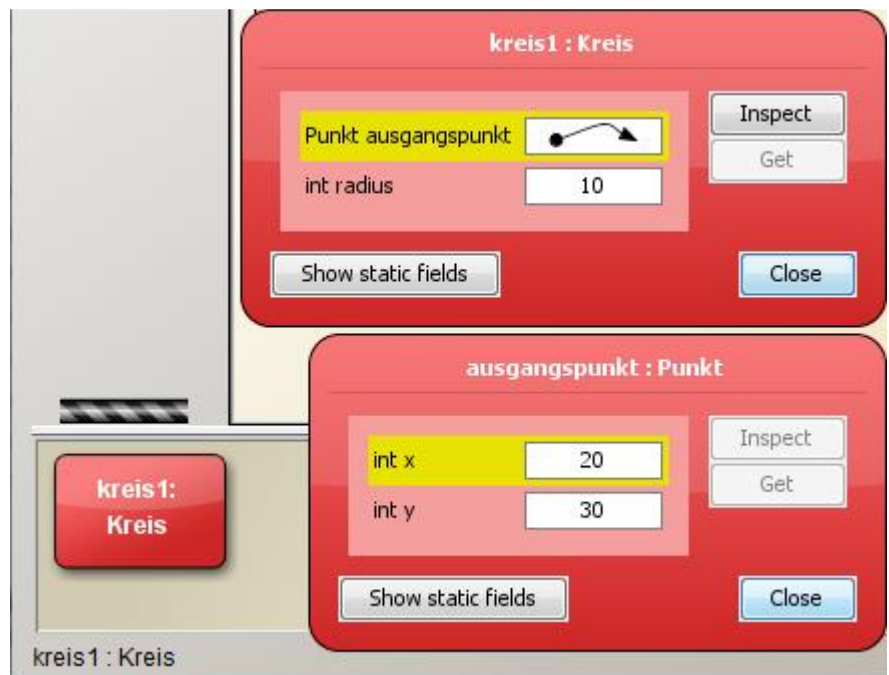 kreis1 : Kreis
Punkt ausgangspunkt
Inspect
Get
int radius 10
Show static fields Close
ausgangspunkt : Punkt
int x 20
Inspect
Get
int y 30
Show static fields Close
kreis1:
Kreis
kreis1 : Kreis